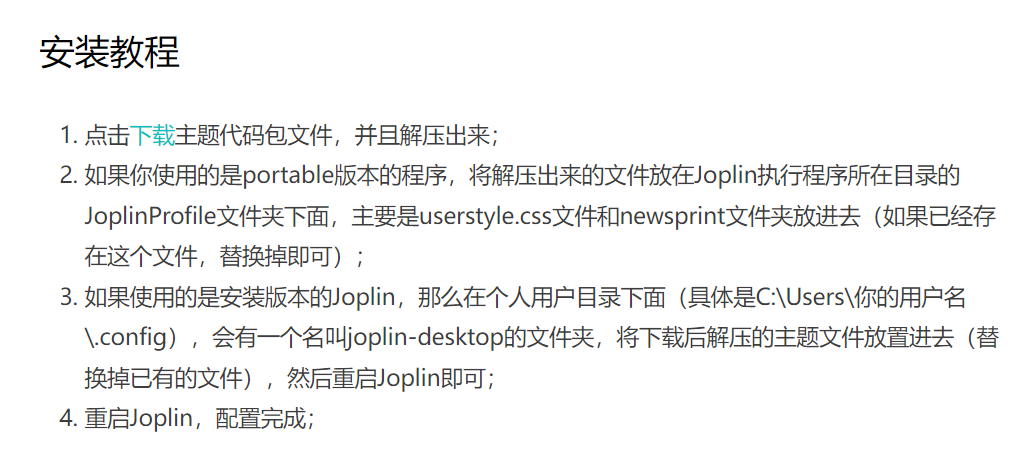 安装教程
1. 点击下载主题代码包文件，并且解压出来；
2. 如果你使用的是portable版本的程序，将解压出来的文件放在Joplin执行程序所在目录的
JoplinProfile文件夹下面，主要是userstyle.css文件和newsprint文件夹放进去（如果已经存
在这个文件，替换掉即可）；
3. 如果使用的是安装版本的Joplin，那么在个人用户目录下面（具体是C:\Users\你的用户名
\.config），会有一个名叫joplin-desktop的文件夹，将下载后解压的主题文件放置进去（替
换掉已有的文件），然后重启Joplin即可；
4. 重启Joplin，配置完成；